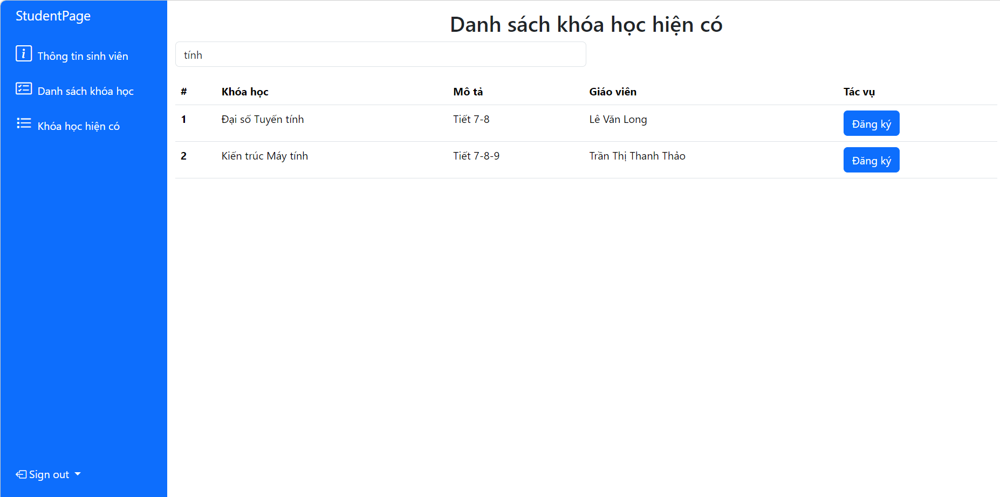 StudentPage
Thông tin sinh viên
Danh sách khóa học
Khóa học hiện có
Sign out
Danh sách khóa học hiện có
tính
# Khóa học Mô tả Giáo viên Tác vụ
1 Đại số Tuyến tính Tiết 7-8 Lê Văn Long Đăng ký
2 Kiến trúc Máy tính Tiết 7-8-9 Trần Thị Thanh Thảo Đăng ký